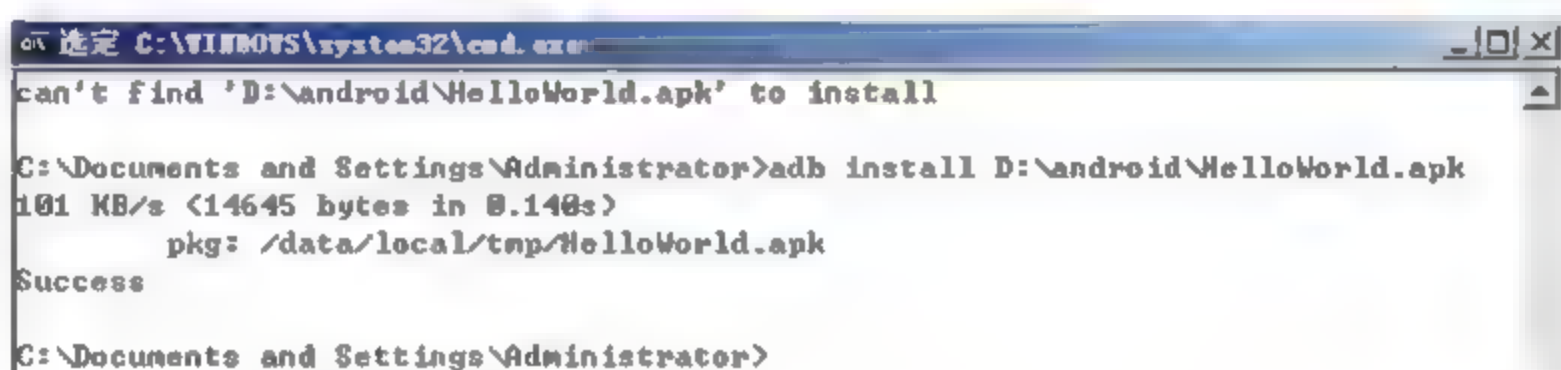 选定 C:\WINDOWS\system32\cmd.exe
can't find 'D:\android\HelloWorld.apk' to install
C:\Documents and Settings\Administrator>adb install D:\android\HelloWorld.apk
101 KB/s (14645 bytes in 0.140s)
pkg: /data/local/tmp/HelloWorld.apk
Success
C:\Documents and Settings\Administrator>